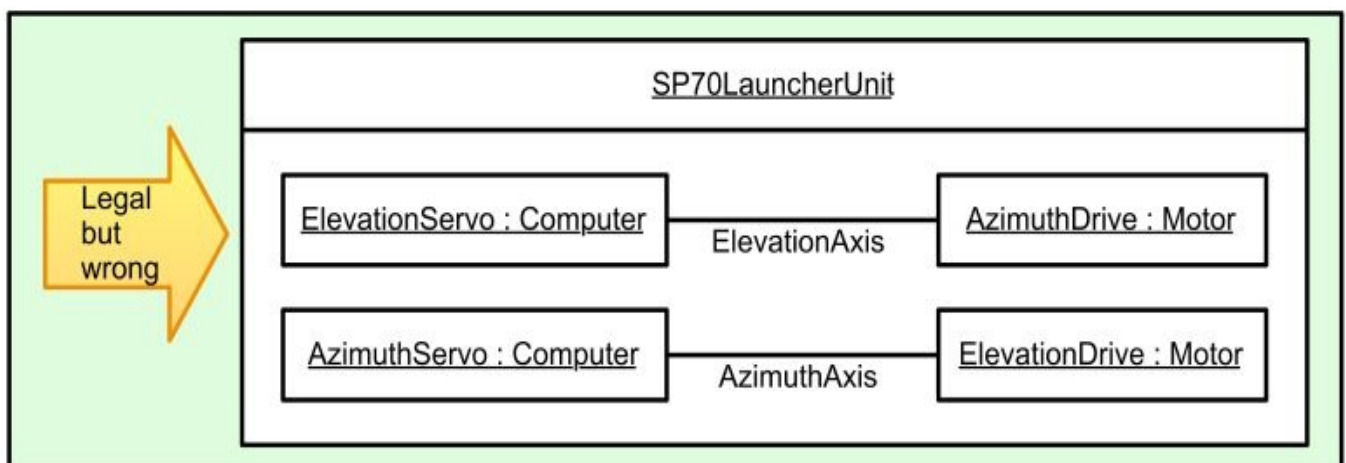 SP70LauncherUnit
Legal
but
wrong
ElevationServo : Computer
ElevationAxis
AzimuthDrive : Motor
AzimuthServo : Computer
AzimuthAxis
ElevationDrive : Motor